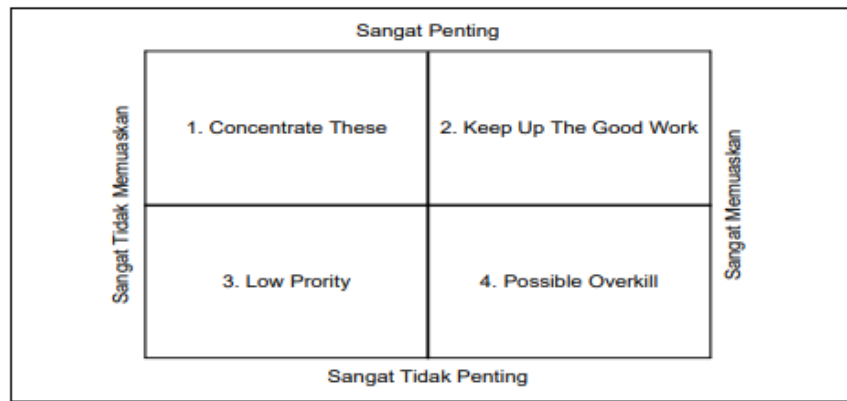 Sangat Penting
Sangat Tidak Memuaskan
1. Concentrate These
2. Keep Up The Good Work
Sangat Memuaskan
3. Low Prority
4. Possible Overkill
Sangat Tidak Penting